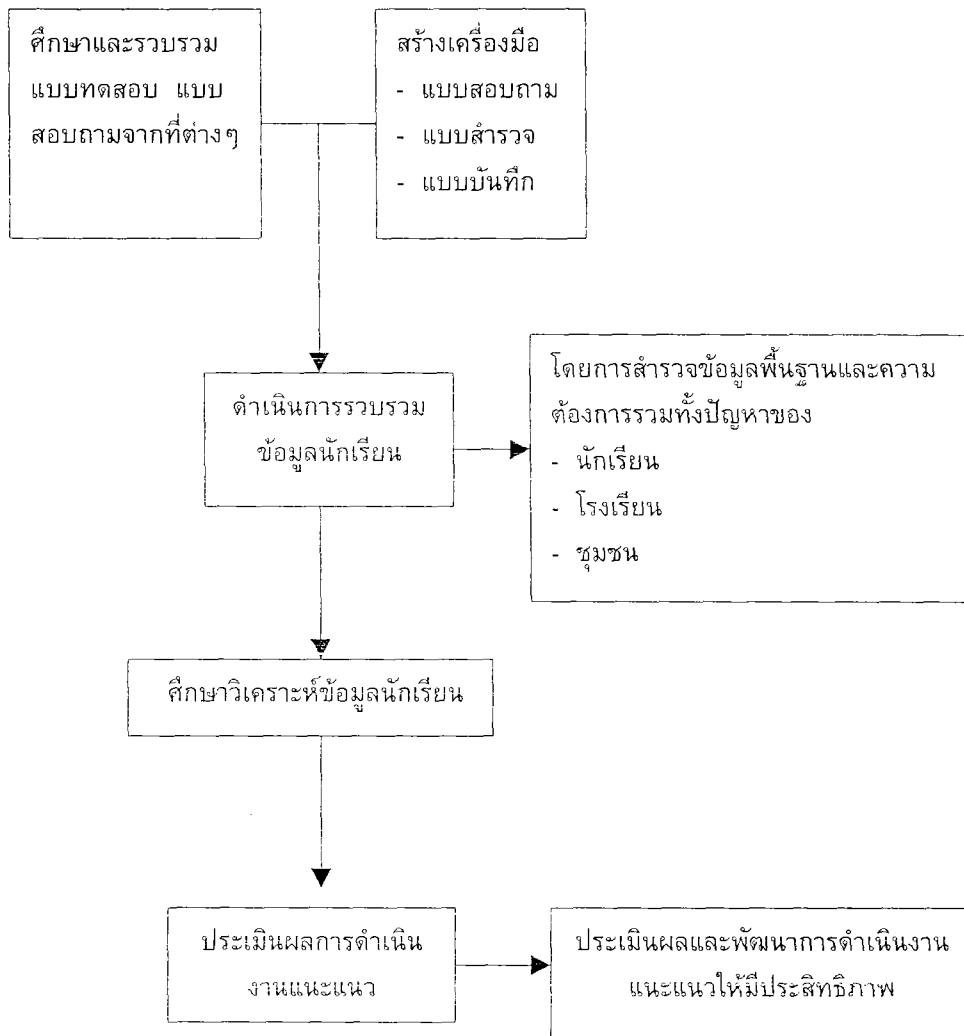 ศึกษาและรวบรวม
แบบทดสอบ แบบ
สอบถามจากที่ต่างๆ
สร้างเครื่องมือ
- แบบสอบถาม
- แบบสำรวจ
- แบบบันทึก
ดำเนินการรวบรวม
ข้อมูลนักเรียน
โดยการสำรวจข้อมูลพื้นฐานและความ
ต้องการรวมทั้งปัญหาของ
- นักเรียน
- โรงเรียน
- ชุมชน
ศึกษาวิเคราะห์ข้อมูลนักเรียน
ประเมินผลการดำเนิน
งานแนะแนว
ประเมินผลและพัฒนาการดำเนินงาน
แนะแนวให้มีประสิทธิภาพ